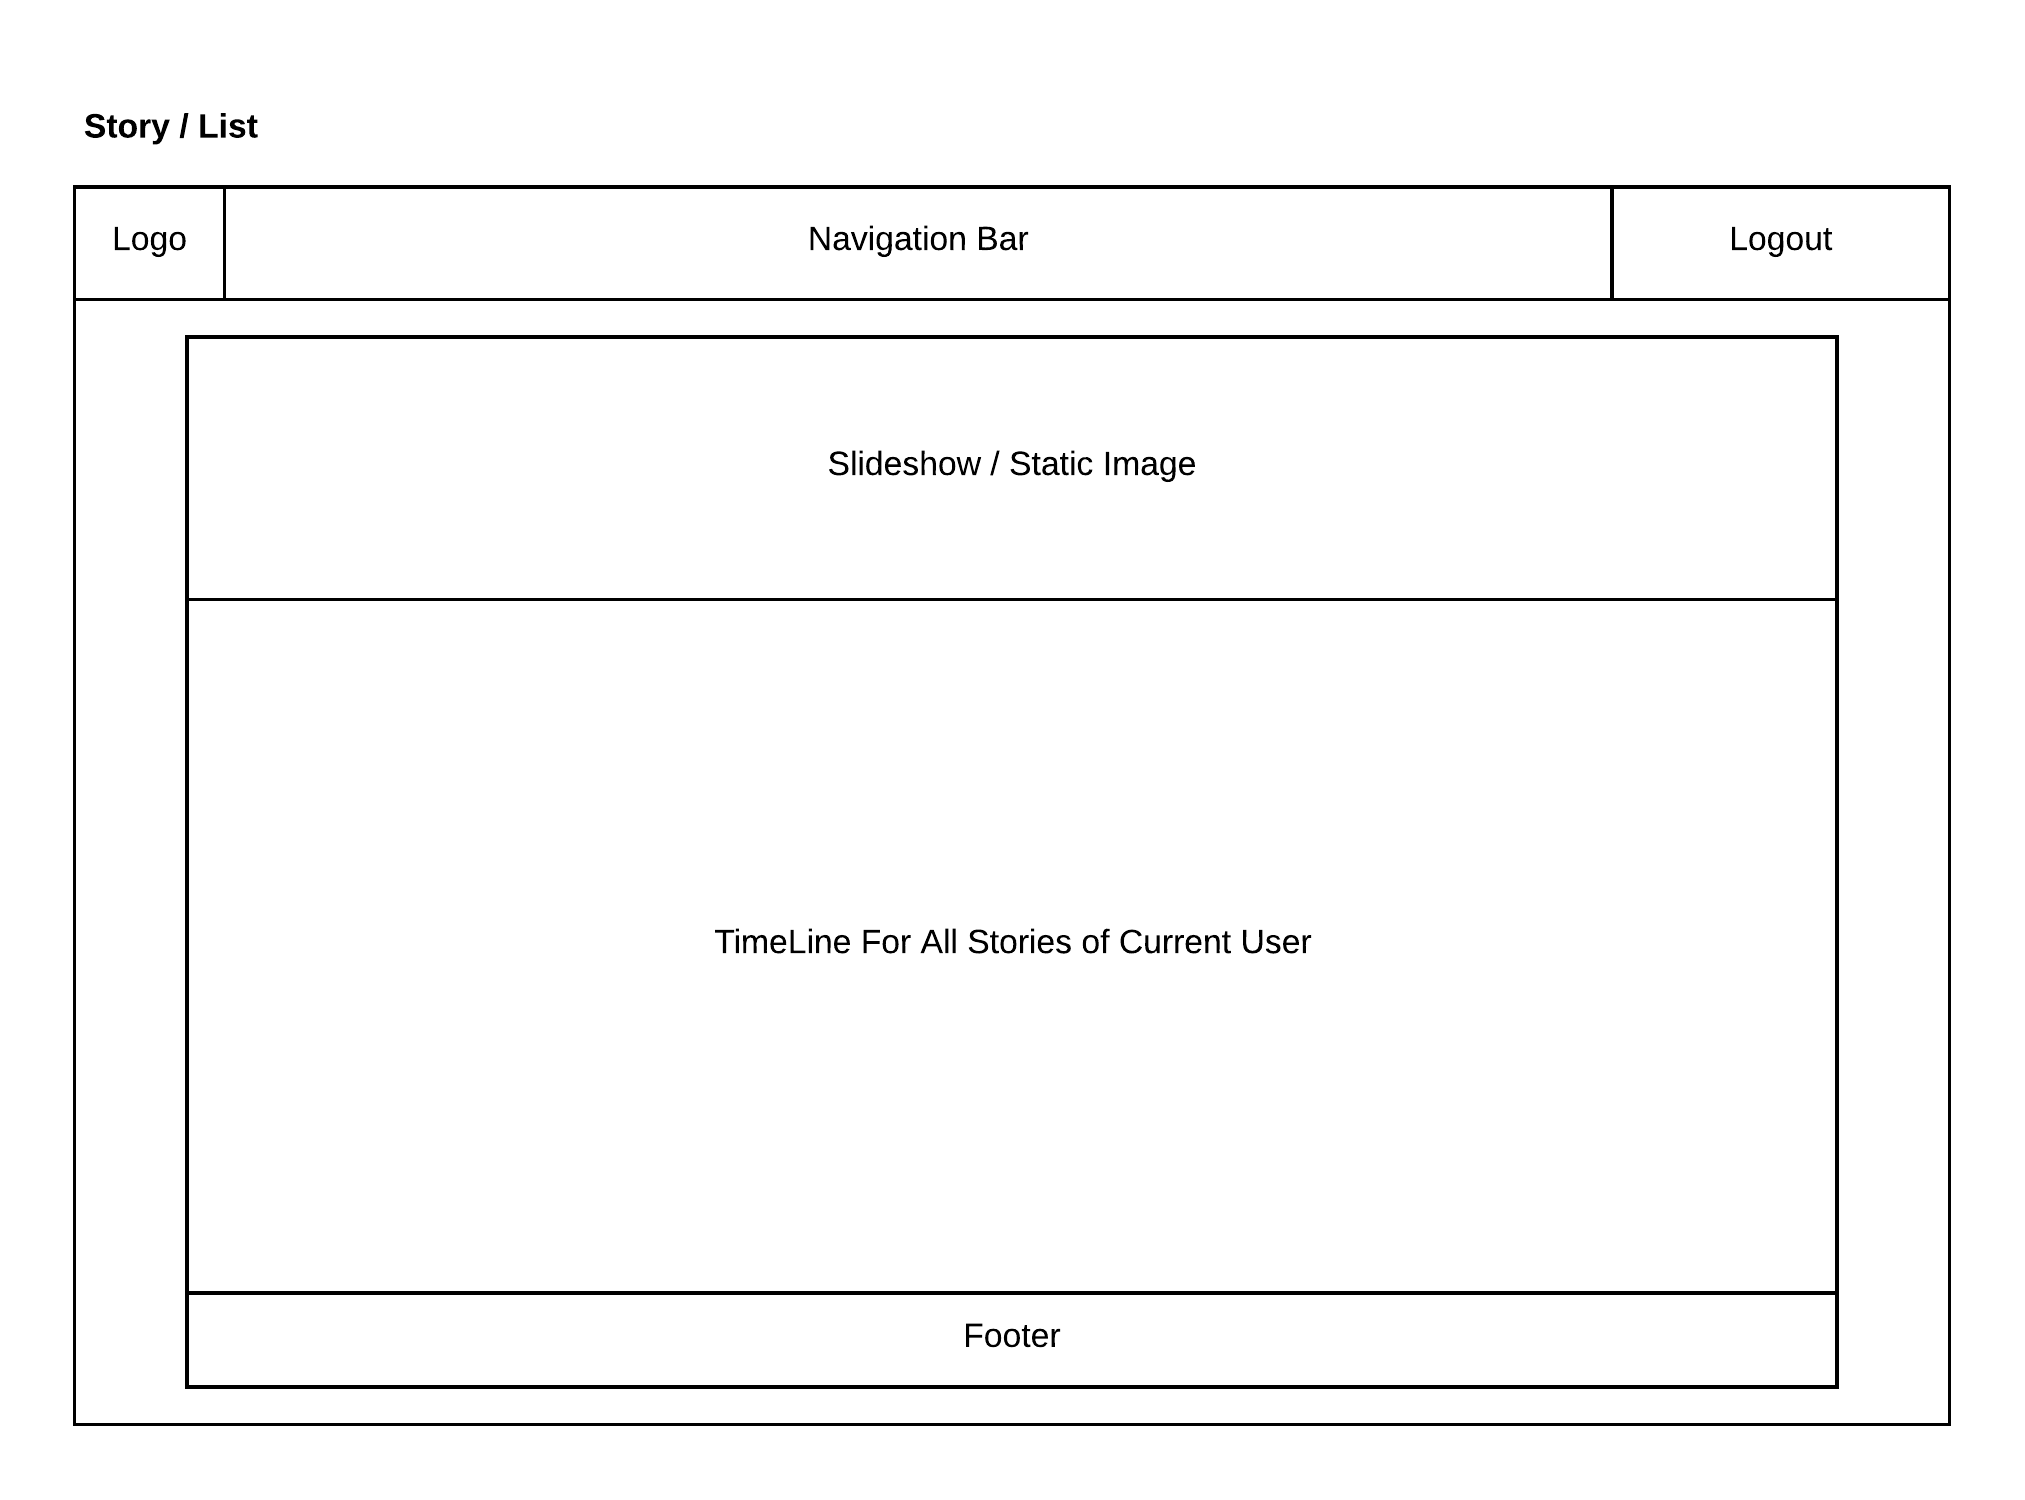 Story / List
Logo
Navigation Bar
Logout
Slideshow / Static Image
TimeLine For All Stories of Current User
Footer